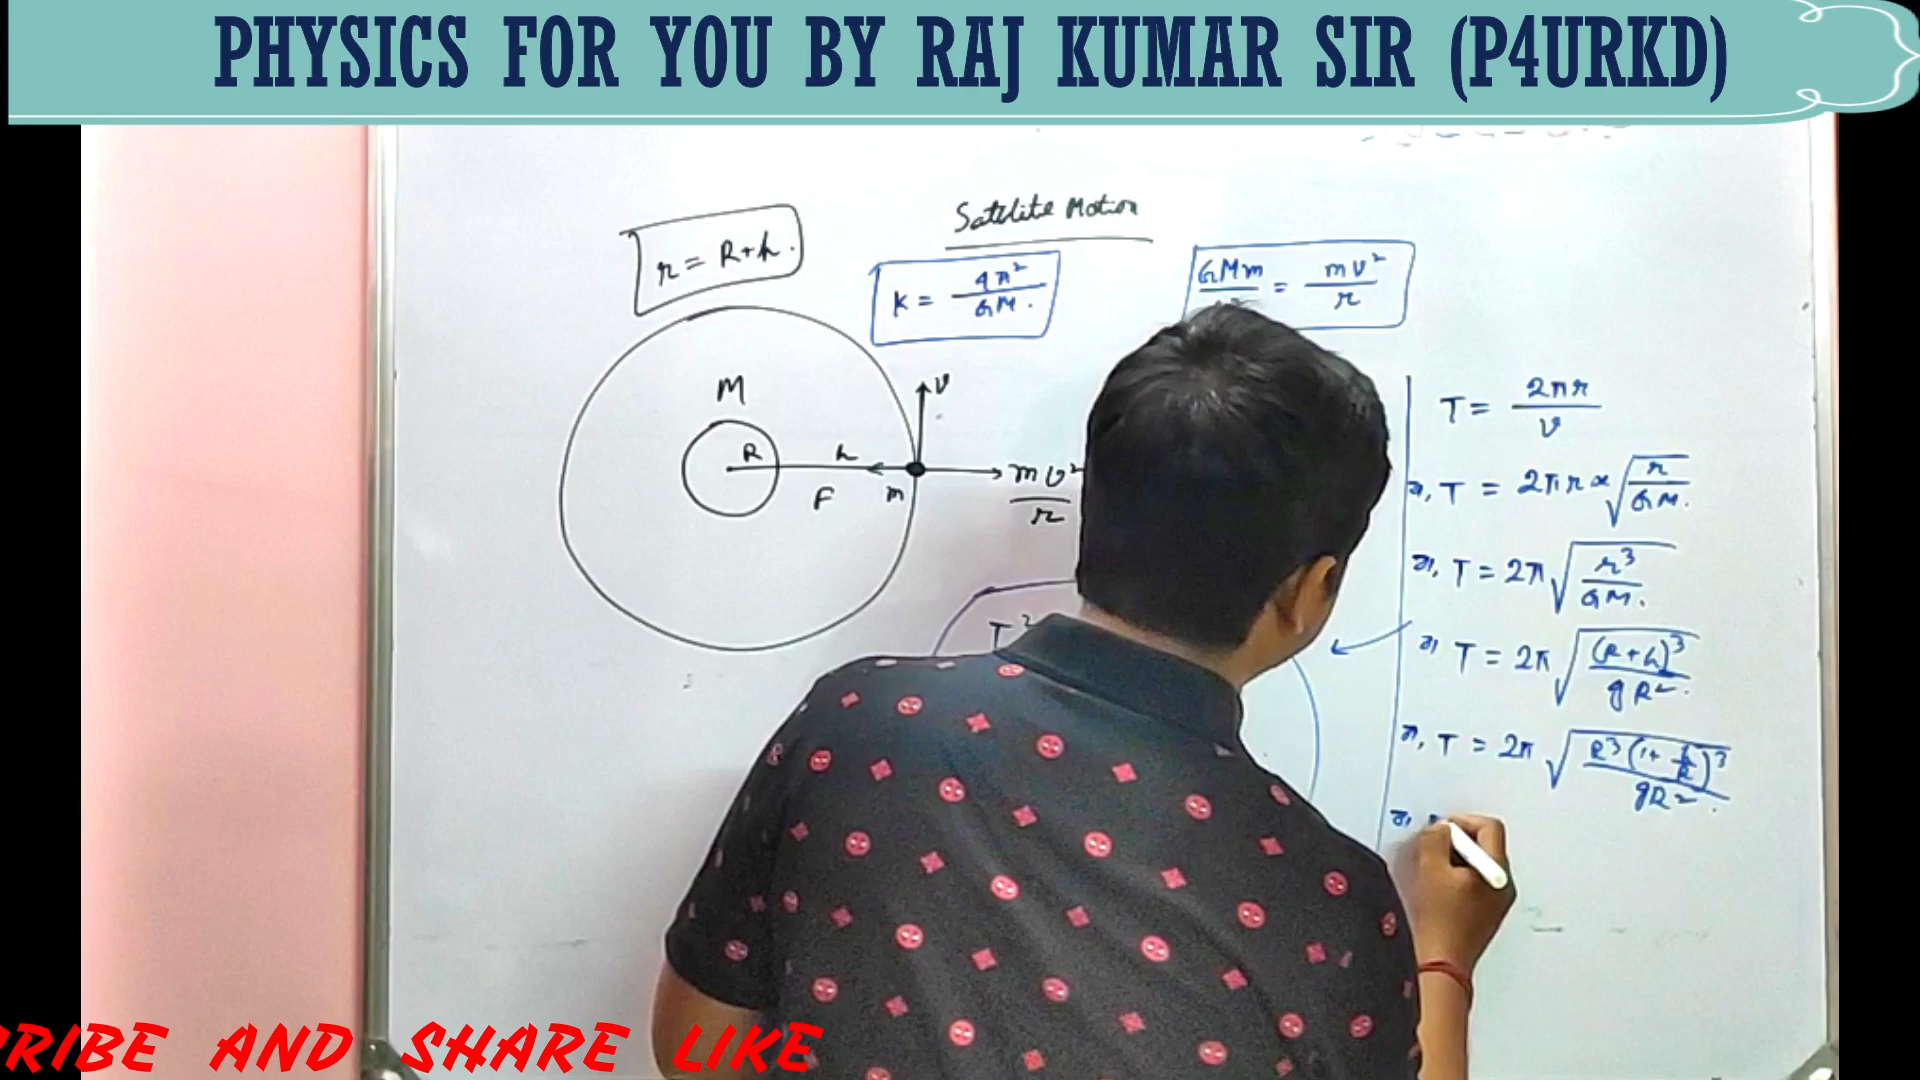 PHYSICS FOR YOU BY RAJ KUMAR SIR (P4URKD)
Satellite Motion
r = R+h.
K = 4π²/GM.
GMm = mv²/r
M
v
R h
F m
mv²/r
T²
T = 2πr/v
বা, T = 2πr × √(r/GM.)
বা, T = 2π √(r³/GM.)
বা, T = 2π √((R+h)³/gR².)
বা, T = 2π √(R³(1+h/R)³/gR².)
বা,
RIBE AND SHARE LIKE